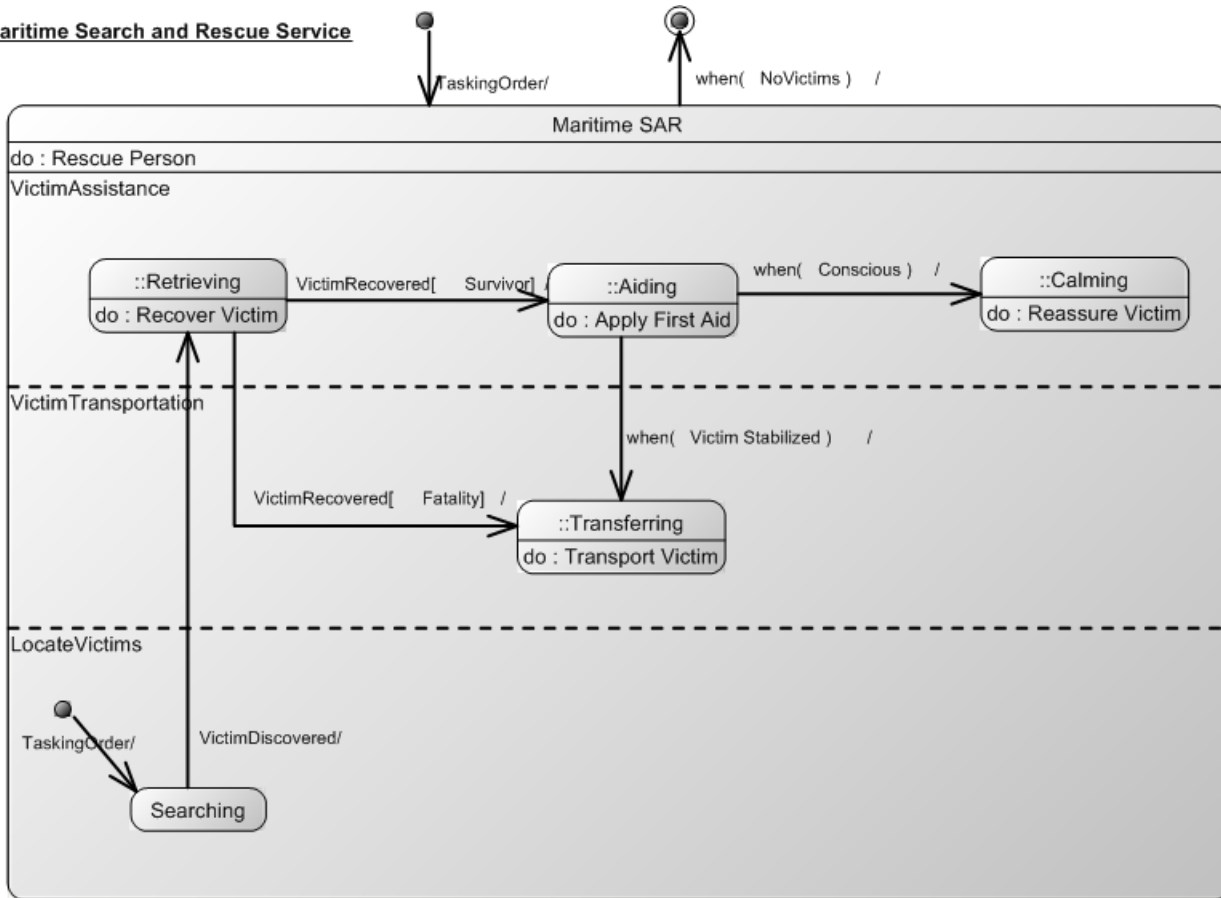 aritime Search and Rescue Service
TaskingOrder/
when( NoVictims ) /
Maritime SAR
do : Rescue Person
VictimAssistance
::Retrieving
do : Recover Victim
VictimRecovered[ Survivor] /
::Aiding
do : Apply First Aid
when( Conscious ) /
::Calming
do : Reassure Victim
VictimTransportation
when( Victim Stabilized ) /
VictimRecovered[ Fatality] /
::Transferring
do : Transport Victim
LocateVictims
TaskingOrder/
VictimDiscovered/
Searching